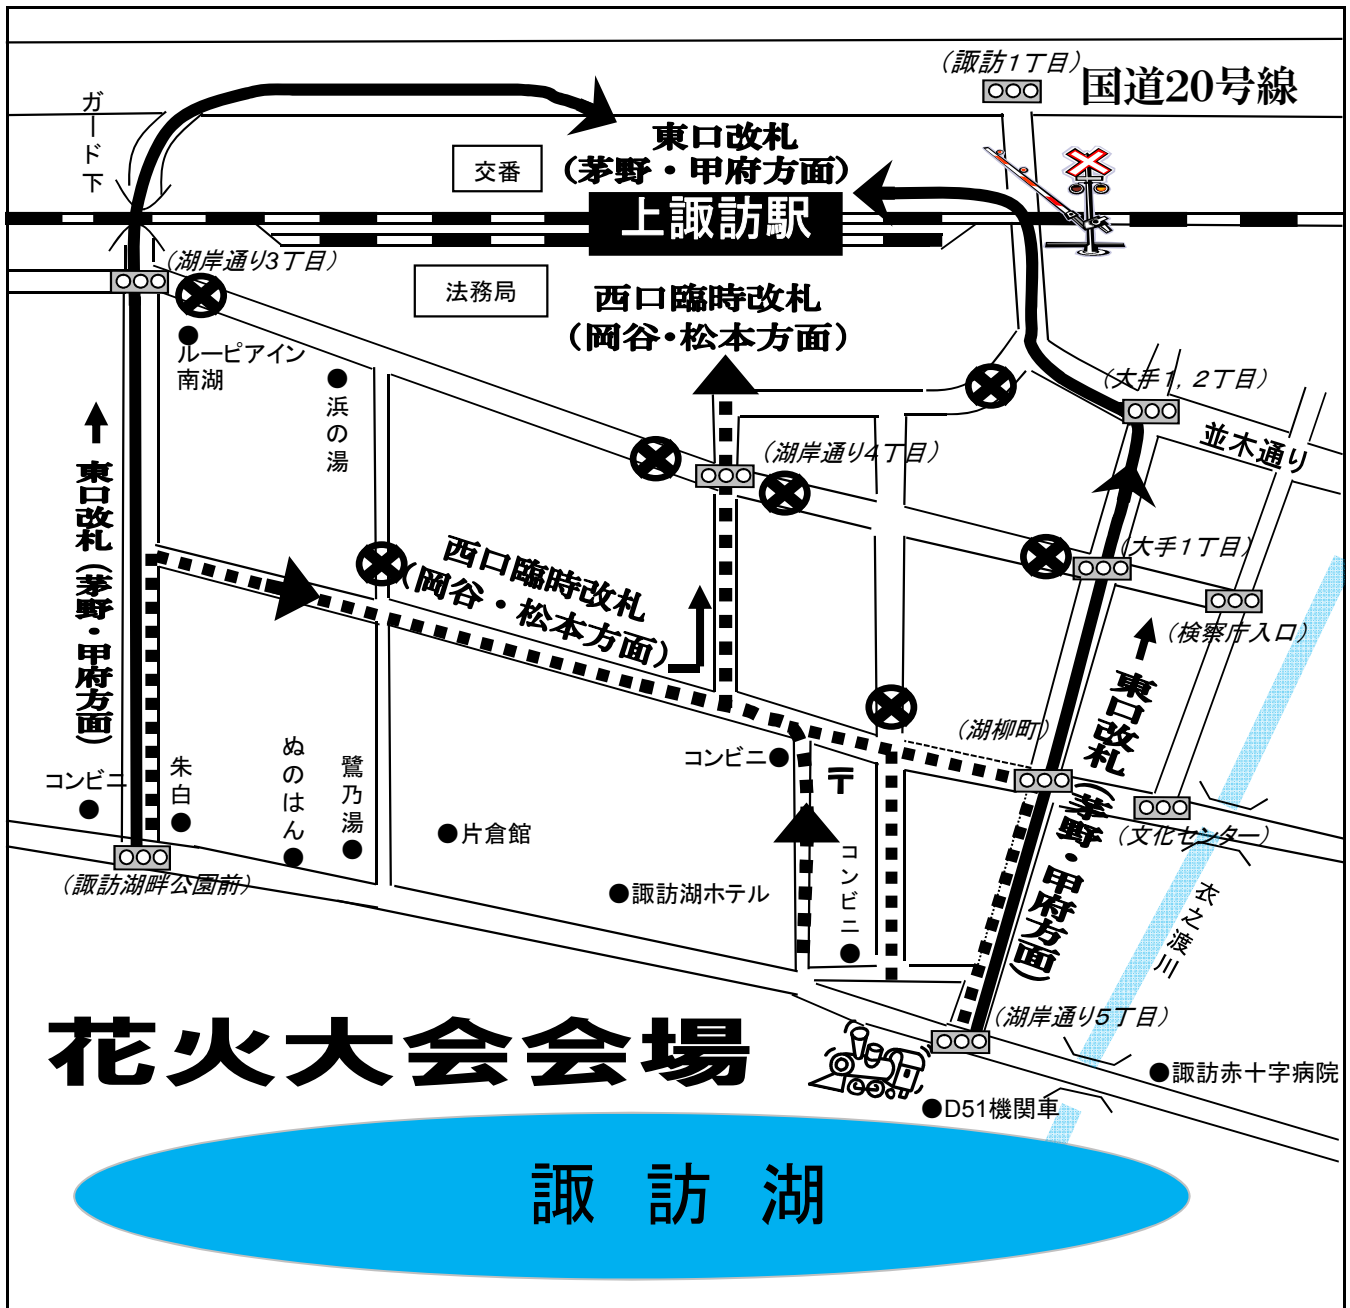 (諏訪1丁目)
国道20号線
ガード下
東口改札
(茅野・甲府方面)
交番
上諏訪駅
(湖岸通り3丁目)
法務局
西口臨時改札
(岡谷・松本方面)
●ルーピアイン
南湖
●浜の湯
(大手1,2丁目)
並木通り
(湖岸通り4丁目)
東口改札(茅野・甲府方面)
西口臨時改札
(岡谷・松本方面)
(大手1丁目)
(検察庁入口)
東口改札(茅野・甲府方面)
(湖柳町)
コンビニ●
〒
コンビニ
●
朱白●
ぬのはん●
鷺乃湯●
●片倉館
コンビニ●
(文化センター)
(諏訪湖畔公園前)
●諏訪湖ホテル
衣之渡川
(湖岸通り5丁目)
花火大会会場
●諏訪赤十字病院
●D51機関車
諏訪湖